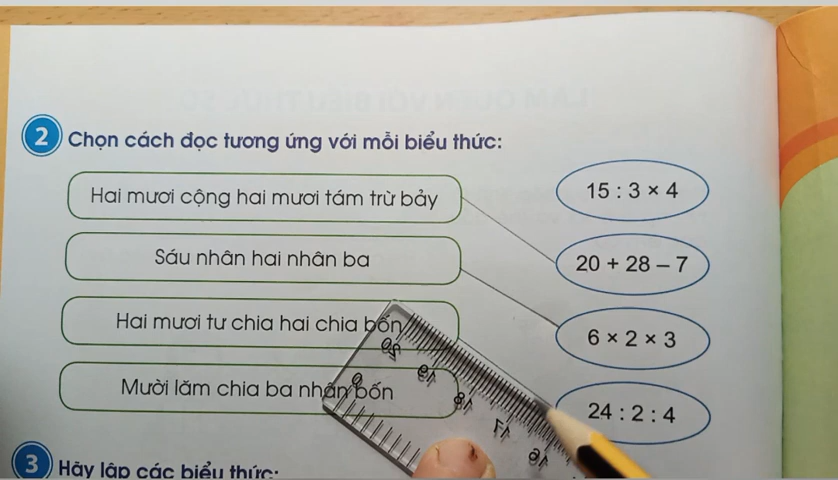 2 Chọn cách đọc tương ứng với mỗi biểu thức:
Hai mươi cộng hai mươi tám trừ bảy
15 : 3 × 4
Sáu nhân hai nhân ba
20 + 28 – 7
Hai mươi tư chia hai chia bốn
6 × 2 × 3
Mười lăm chia ba nhân bốn
24 : 2 : 4
3 Hãy lập các biểu thức: